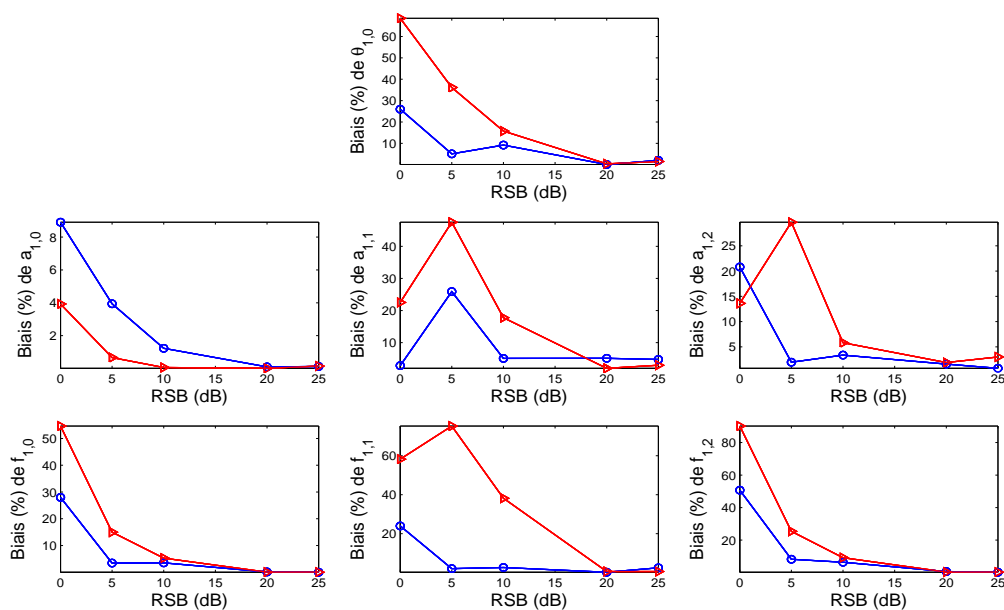 Biais (%) de θ1,0
60
50
40
30
20
10
0 5 10 15 20 25
RSB (dB)
Biais (%) de a1,0
8
6
4
2
0 5 10 15 20 25
RSB (dB)
Biais (%) de a1,1
40
30
20
10
0 5 10 15 20 25
RSB (dB)
Biais (%) de a1,2
25
20
15
10
5
0 5 10 15 20 25
RSB (dB)
Biais (%) de f1,0
50
40
30
20
10
0 5 10 15 20 25
RSB (dB)
Biais (%) de f1,1
60
40
20
0 5 10 15 20 25
RSB (dB)
Biais (%) de f1,2
80
60
40
20
0 5 10 15 20 25
RSB (dB)